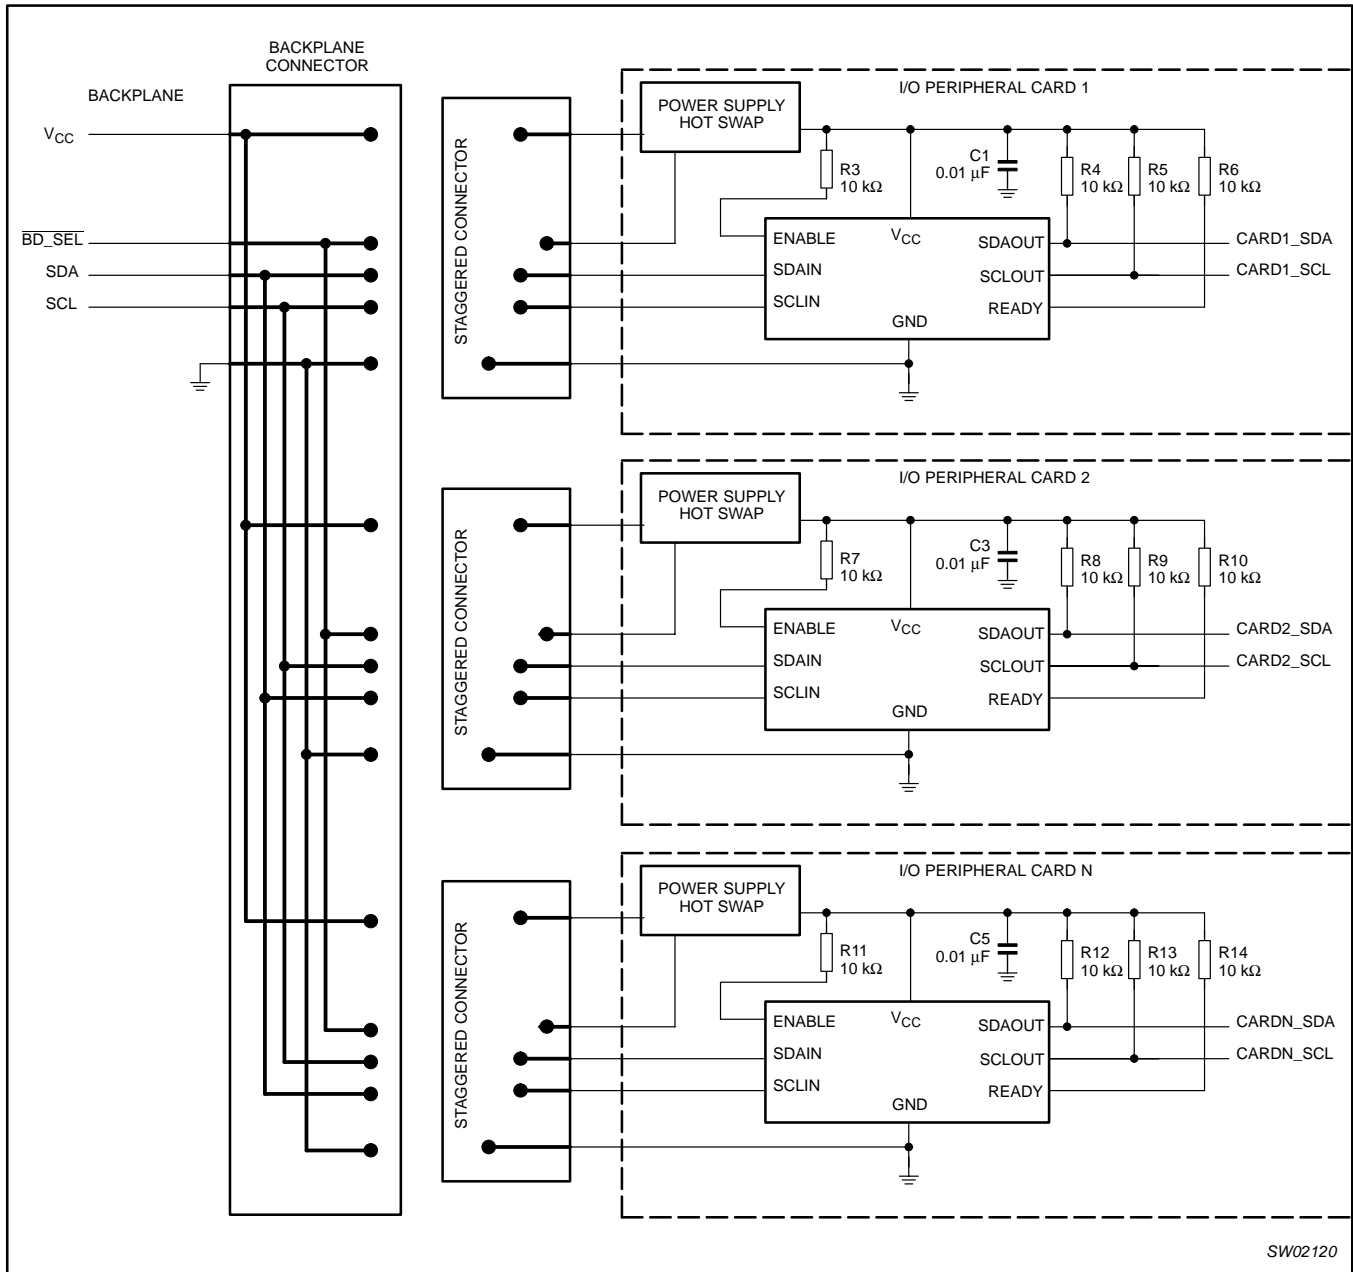 BACKPLANE
CONNECTOR
BACKPLANE
VCC
BD_SEL
SDA
SCL
STAGGERED CONNECTOR
I/O PERIPHERAL CARD 1
POWER SUPPLY
HOT SWAP
R3
10 kΩ
C1
0.01 µF
R4
10 kΩ
R5
10 kΩ
R6
10 kΩ
ENABLE
VCC
SDAOUT
CARD1_SDA
SDAIN
SCLOUT
CARD1_SCL
SCLIN
READY
GND
STAGGERED CONNECTOR
I/O PERIPHERAL CARD 2
POWER SUPPLY
HOT SWAP
R7
10 kΩ
C3
0.01 µF
R8
10 kΩ
R9
10 kΩ
R10
10 kΩ
ENABLE
VCC
SDAOUT
CARD2_SDA
SDAIN
SCLOUT
CARD2_SCL
SCLIN
READY
GND
STAGGERED CONNECTOR
I/O PERIPHERAL CARD N
POWER SUPPLY
HOT SWAP
R11
10 kΩ
C5
0.01 µF
R12
10 kΩ
R13
10 kΩ
R14
10 kΩ
ENABLE
VCC
SDAOUT
CARDN_SDA
SDAIN
SCLOUT
CARDN_SCL
SCLIN
READY
GND
SW02120